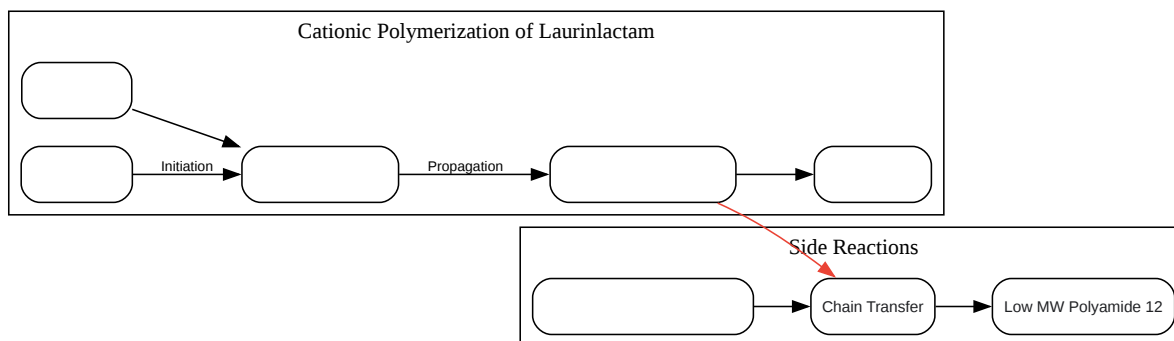 Cationic Polymerization of Laurinlactam
Initiation
Propagation
Side Reactions
Chain Transfer
Low MW Polyamide 12